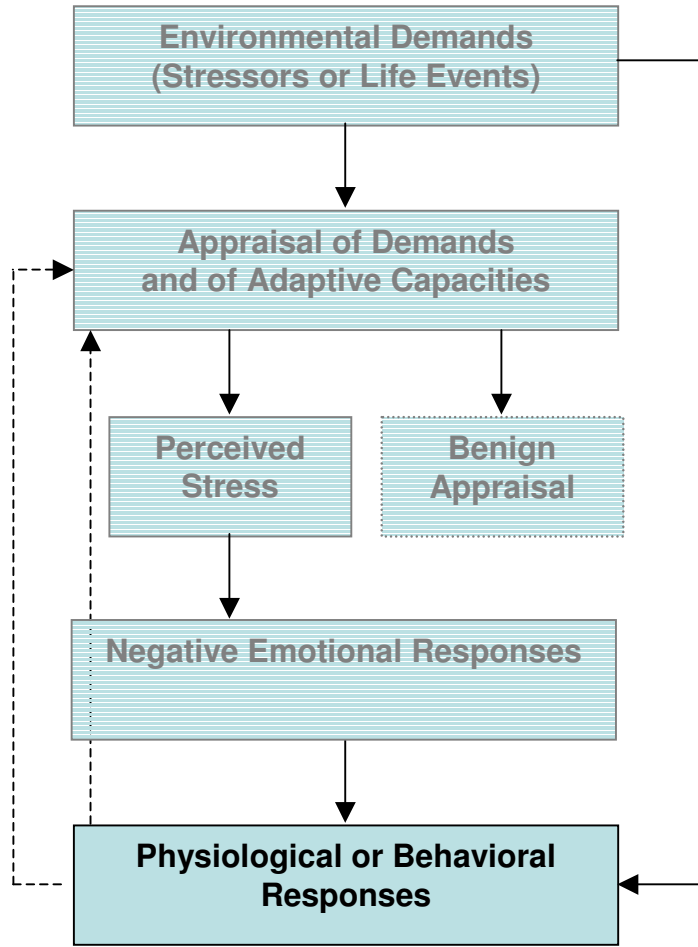 Environmental Demands
(Stressors or Life Events)
Appraisal of Demands
and of Adaptive Capacities
Perceived
Stress
Benign
Appraisal
Negative Emotional Responses
Physiological or Behavioral
Responses